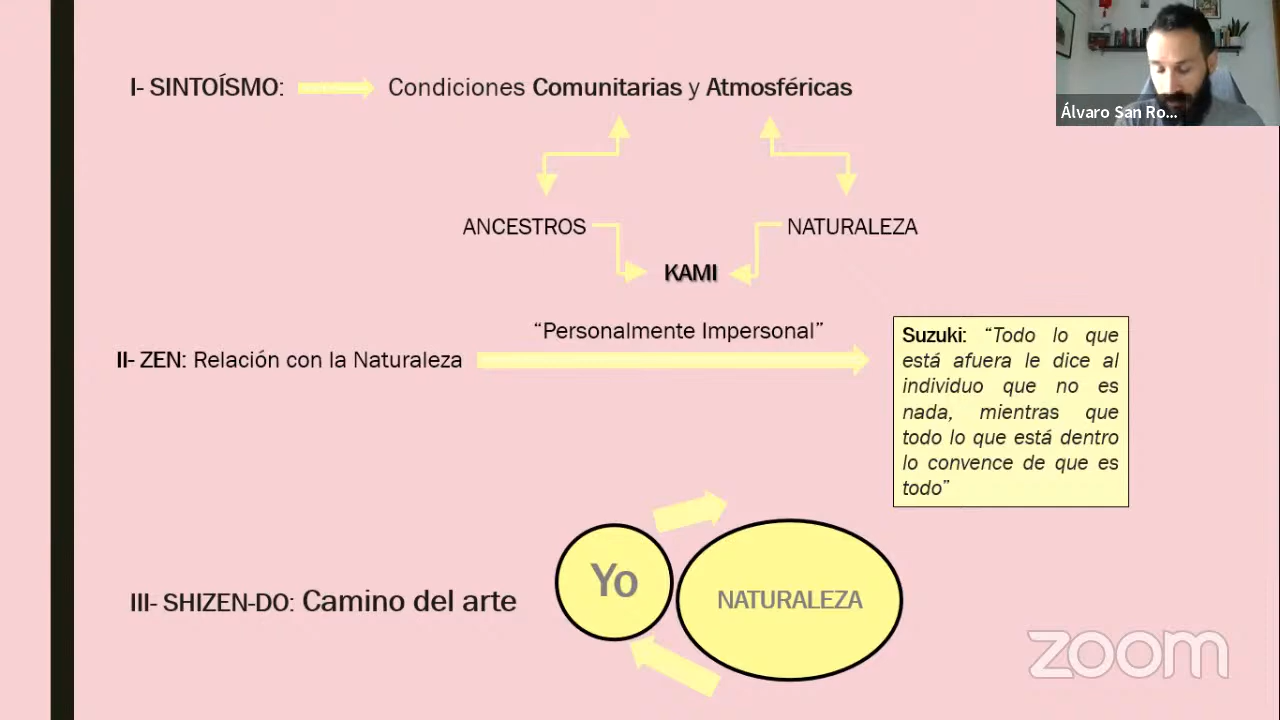 I- SINTOÍSMO:
Condiciones Comunitarias y Atmosféricas
Álvaro San Ro...
ANCESTROS
NATURALEZA
KAMI
“Personalmente Impersonal”
II- ZEN: Relación con la Naturaleza
Suzuki: “Todo lo que
está afuera le dice al
individuo que no es
nada, mientras que
todo lo que está dentro
lo convence de que es
todo”
III- SHIZEN-DO: Camino del arte
Yo
NATURALEZA
zoom